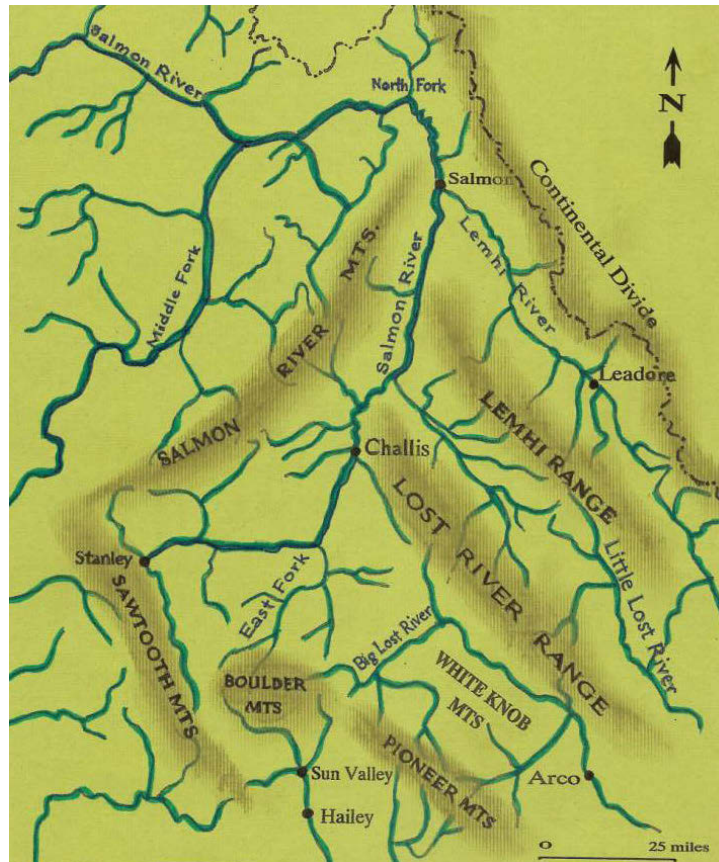 Salmon River
North Fork
N
Salmon
Continental Divide
Lemhi River
SALMON RIVER MTS.
Salmon River
Middle Fork
Leadore
LEMHI RANGE
Challis
LOST RIVER RANGE
Little Lost River
Stanley
SAWTOOTH MTS
East Fork
Big Lost River
BOULDER
MTS
WHITE KNOB
MTS
PIONEER MTS
Sun Valley
Arco
Hailey
0 25 miles